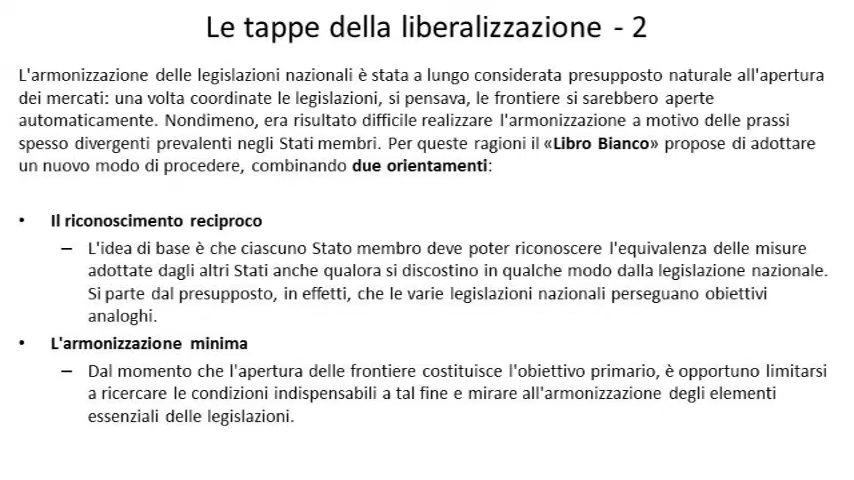 Le tappe della liberalizzazione - 2
L'armonizzazione delle legislazioni nazionali è stata a lungo considerata presupposto naturale all'apertura
dei mercati: una volta coordinate le legislazioni, si pensava, le frontiere si sarebbero aperte
automaticamente. Nondimeno, era risultato difficile realizzare l'armonizzazione a motivo delle prassi
spesso divergenti prevalenti negli Stati membri. Per queste ragioni il «Libro Bianco» propose di adottare
un nuovo modo di procedere, combinando due orientamenti:
• Il riconoscimento reciproco
– L'idea di base è che ciascuno Stato membro deve poter riconoscere l'equivalenza delle misure
adottate dagli altri Stati anche qualora si discostino in qualche modo dalla legislazione nazionale.
Si parte dal presupposto, in effetti, che le varie legislazioni nazionali perseguano obiettivi
analoghi.
• L'armonizzazione minima
– Dal momento che l'apertura delle frontiere costituisce l'obiettivo primario, è opportuno limitarsi
a ricercare le condizioni indispensabili a tal fine e mirare all'armonizzazione degli elementi
essenziali delle legislazioni.